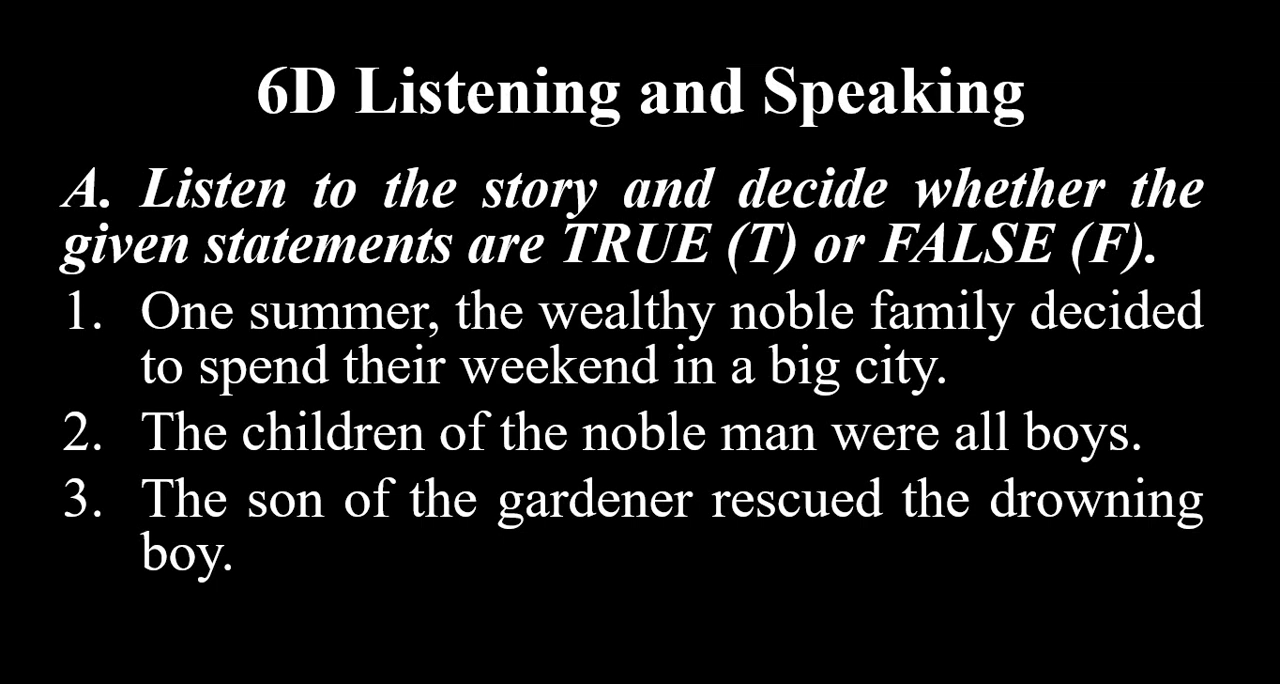 6D Listening and Speaking
A. Listen to the story and decide whether the
given statements are TRUE (T) or FALSE (F).
1. One summer, the wealthy noble family decided
to spend their weekend in a big city.
2. The children of the noble man were all boys.
3. The son of the gardener rescued the drowning
boy.